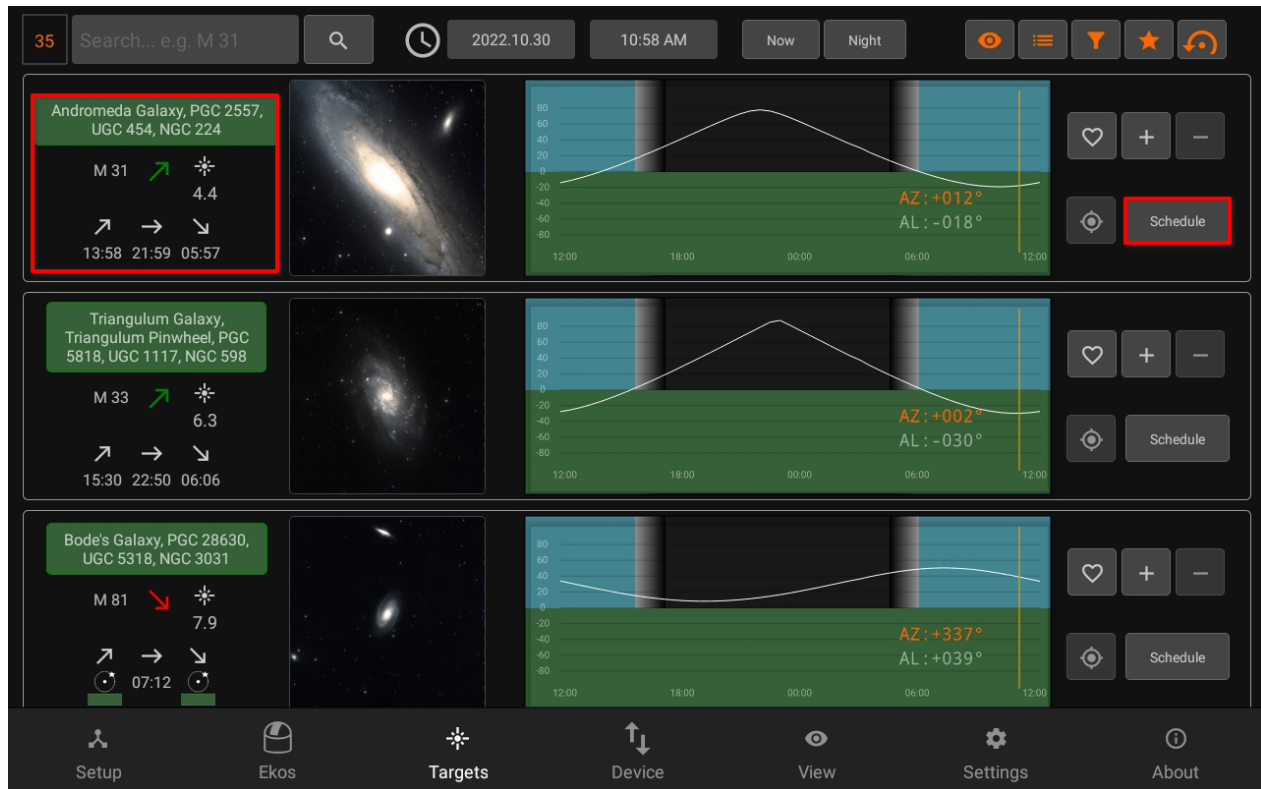 35 Search... e.g. M 31 2022.10.30 10:58 AM Now Night
Andromeda Galaxy, PGC 2557,
UGC 454, NGC 224
M 31
4.4
13:58 21:59 05:57
80
60
40
20
0
-20
-40
-60
-80
AZ:+012°
AL:-018°
12:00 18:00 00:00 06:00 12:00
Schedule
Triangulum Galaxy,
Triangulum Pinwheel, PGC
5818, UGC 1117, NGC 598
M 33
6.3
15:30 22:50 06:06
80
60
40
20
0
-20
-40
-60
-80
AZ:+002°
AL:-030°
12:00 18:00 00:00 06:00 12:00
Schedule
Bode's Galaxy, PGC 28630,
UGC 5318, NGC 3031
M 81
7.9
07:12
80
60
40
20
0
-20
-40
-60
-80
AZ:+337°
AL:+039°
12:00 18:00 00:00 06:00 12:00
Schedule
Setup Ekos Targets Device View Settings About